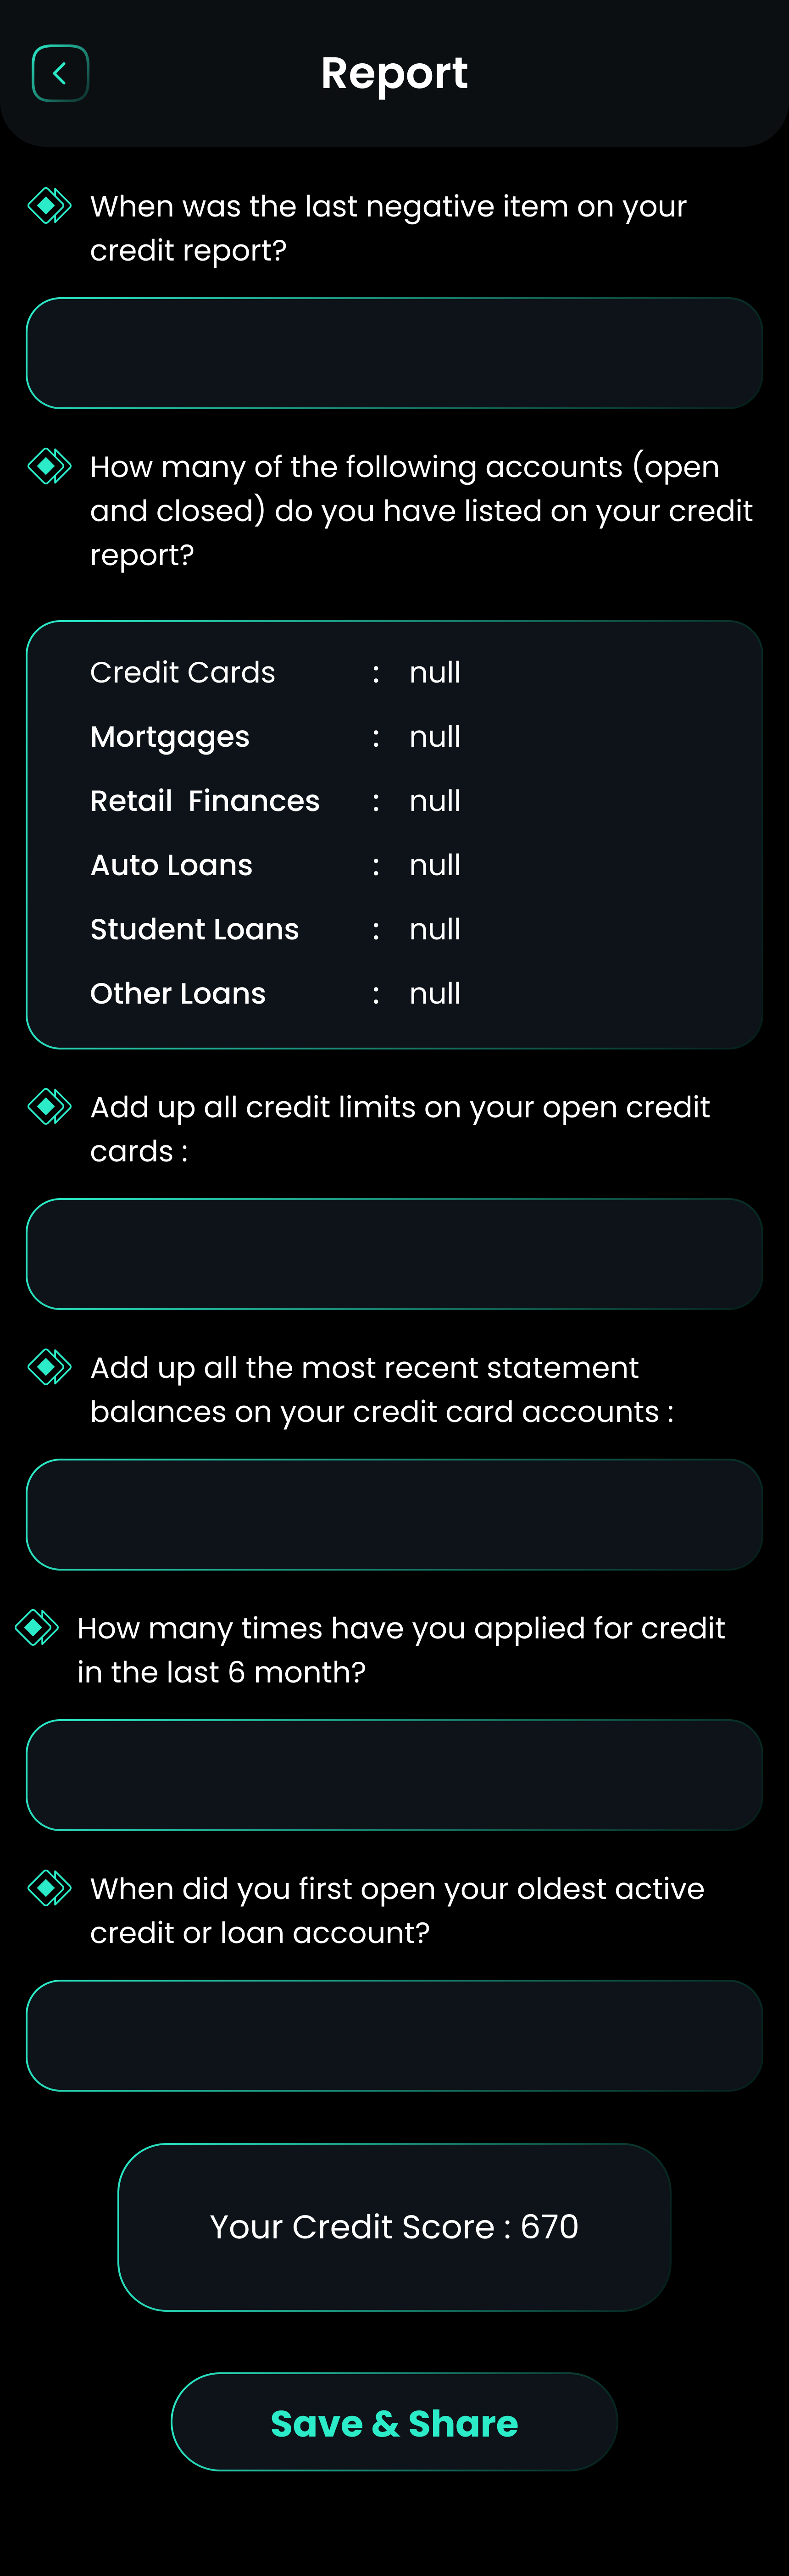 Report
When was the last negative item on your
credit report?
How many of the following accounts (open
and closed) do you have listed on your credit
report?
Credit Cards : null
Mortgages : null
Retail  Finances : null
Auto Loans : null
Student Loans : null
Other Loans : null
Add up all credit limits on your open credit
cards :
Add up all the most recent statement
balances on your credit card accounts :
How many times have you applied for credit
in the last 6 month?
When did you first open your oldest active
credit or loan account?
Your Credit Score : 670
Save & Share